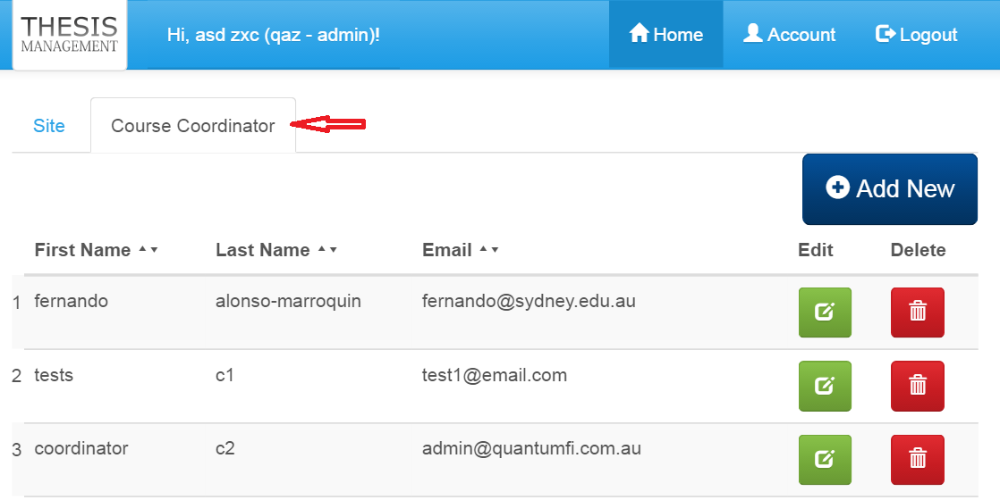 THESIS
MANAGEMENT
Hi, asd zxc (qaz - admin)!
Home
Account
Logout
Site
Course Coordinator
Add New
First Name Last Name Email Edit Delete
1 fernando alonso-marroquin fernando@sydney.edu.au
2 tests c1 test1@email.com
3 coordinator c2 admin@quantumfi.com.au